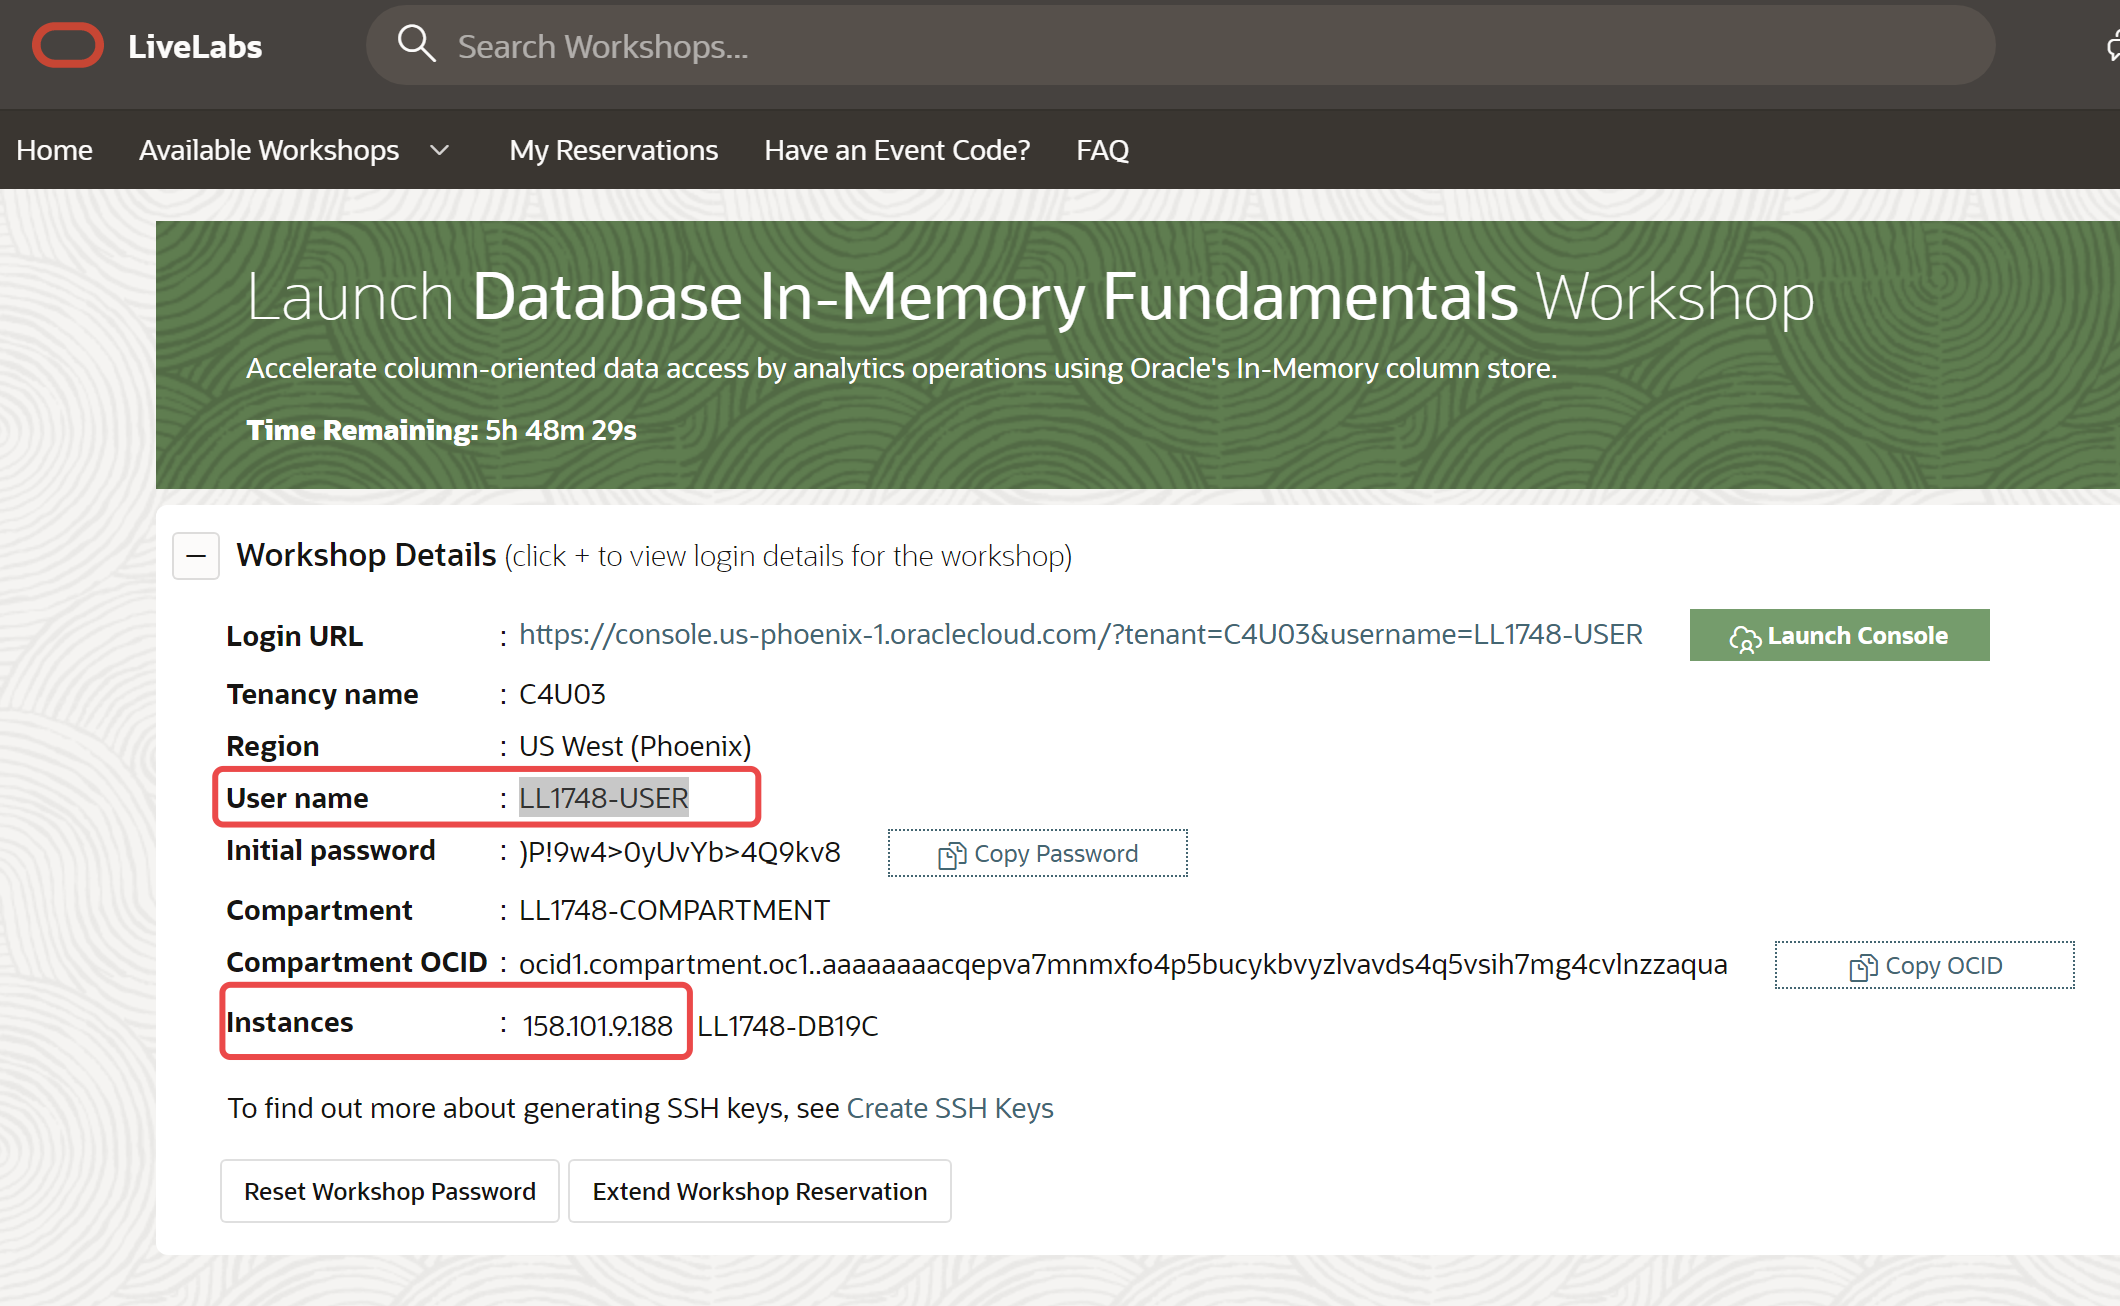 LiveLabs
Search Workshops...
Home Available Workshops My Reservations Have an Event Code? FAQ
Launch Database In-Memory Fundamentals Workshop
Accelerate column-oriented data access by analytics operations using Oracle's In-Memory column store.
Time Remaining: 5h 48m 29s
Workshop Details (click + to view login details for the workshop)
Login URL : https://console.us-phoenix-1.oraclecloud.com/?tenant=C4U03&username=LL1748-USER Launch Console
Tenancy name : C4U03
Region : US West (Phoenix)
User name : LL1748-USER
Initial password : )P!9w4>0yUvYb>4Q9kv8 Copy Password
Compartment : LL1748-COMPARTMENT
Compartment OCID : ocid1.compartment.oc1..aaaaaaaacqepva7mnmxfo4p5bucykbvyzlvavds4q5vsih7mg4cvlnzzaqua Copy OCID
Instances : 158.101.9.188 LL1748-DB19C
To find out more about generating SSH keys, see Create SSH Keys
Reset Workshop Password Extend Workshop Reservation